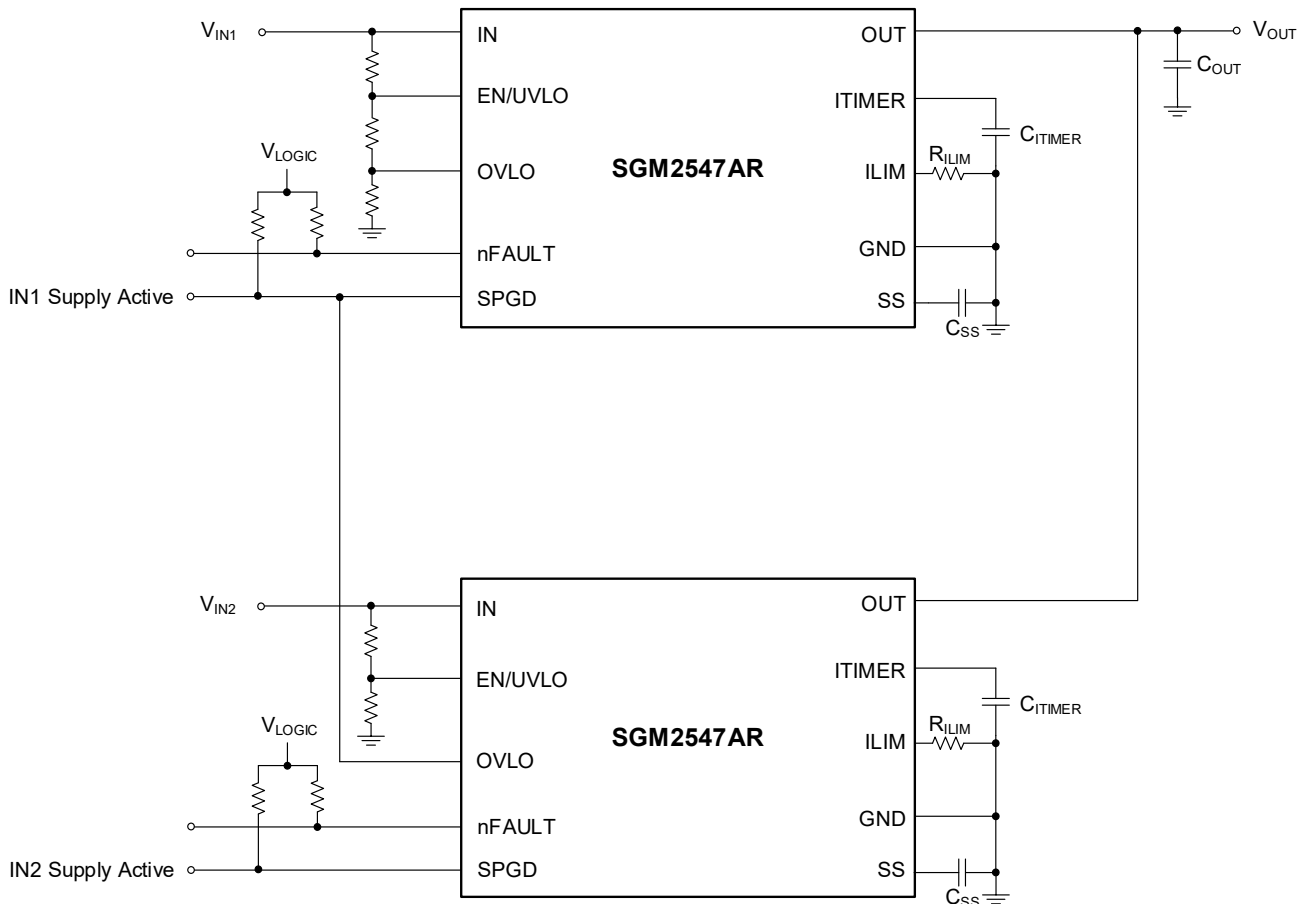 VIN1
IN
OUT
VOUT
COUT
EN/UVLO
ITIMER
CITIMER
VLOGIC
OVLO
SGM2547AR
ILIM
RILIM
nFAULT
GND
IN1 Supply Active
SPGD
SS
CSS
VIN2
IN
OUT
EN/UVLO
ITIMER
CITIMER
VLOGIC
OVLO
SGM2547AR
ILIM
RILIM
nFAULT
GND
IN2 Supply Active
SPGD
SS
CSS